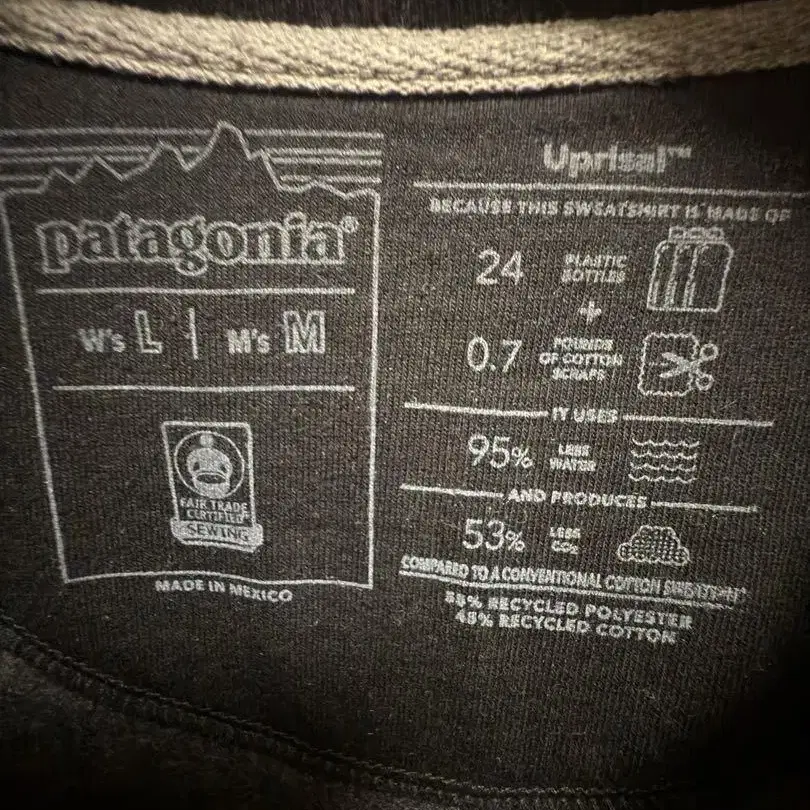 patagonia®
W's L | M's M
FAIR TRADE
CERTIFIED™
SEWING
MADE IN MEXICO
Uprisal™
BECAUSE THIS SWEATSHIRT IS MADE OF
24 PLASTIC
BOTTLES
+
0.7 POUNDS
OF COTTON
SCRAPS
IT USES
95% LESS
WATER
AND PRODUCES
53% LESS
CO₂
COMPARED TO A CONVENTIONAL COTTON
RECYCLED POLYESTER
45% RECYCLED COTTON